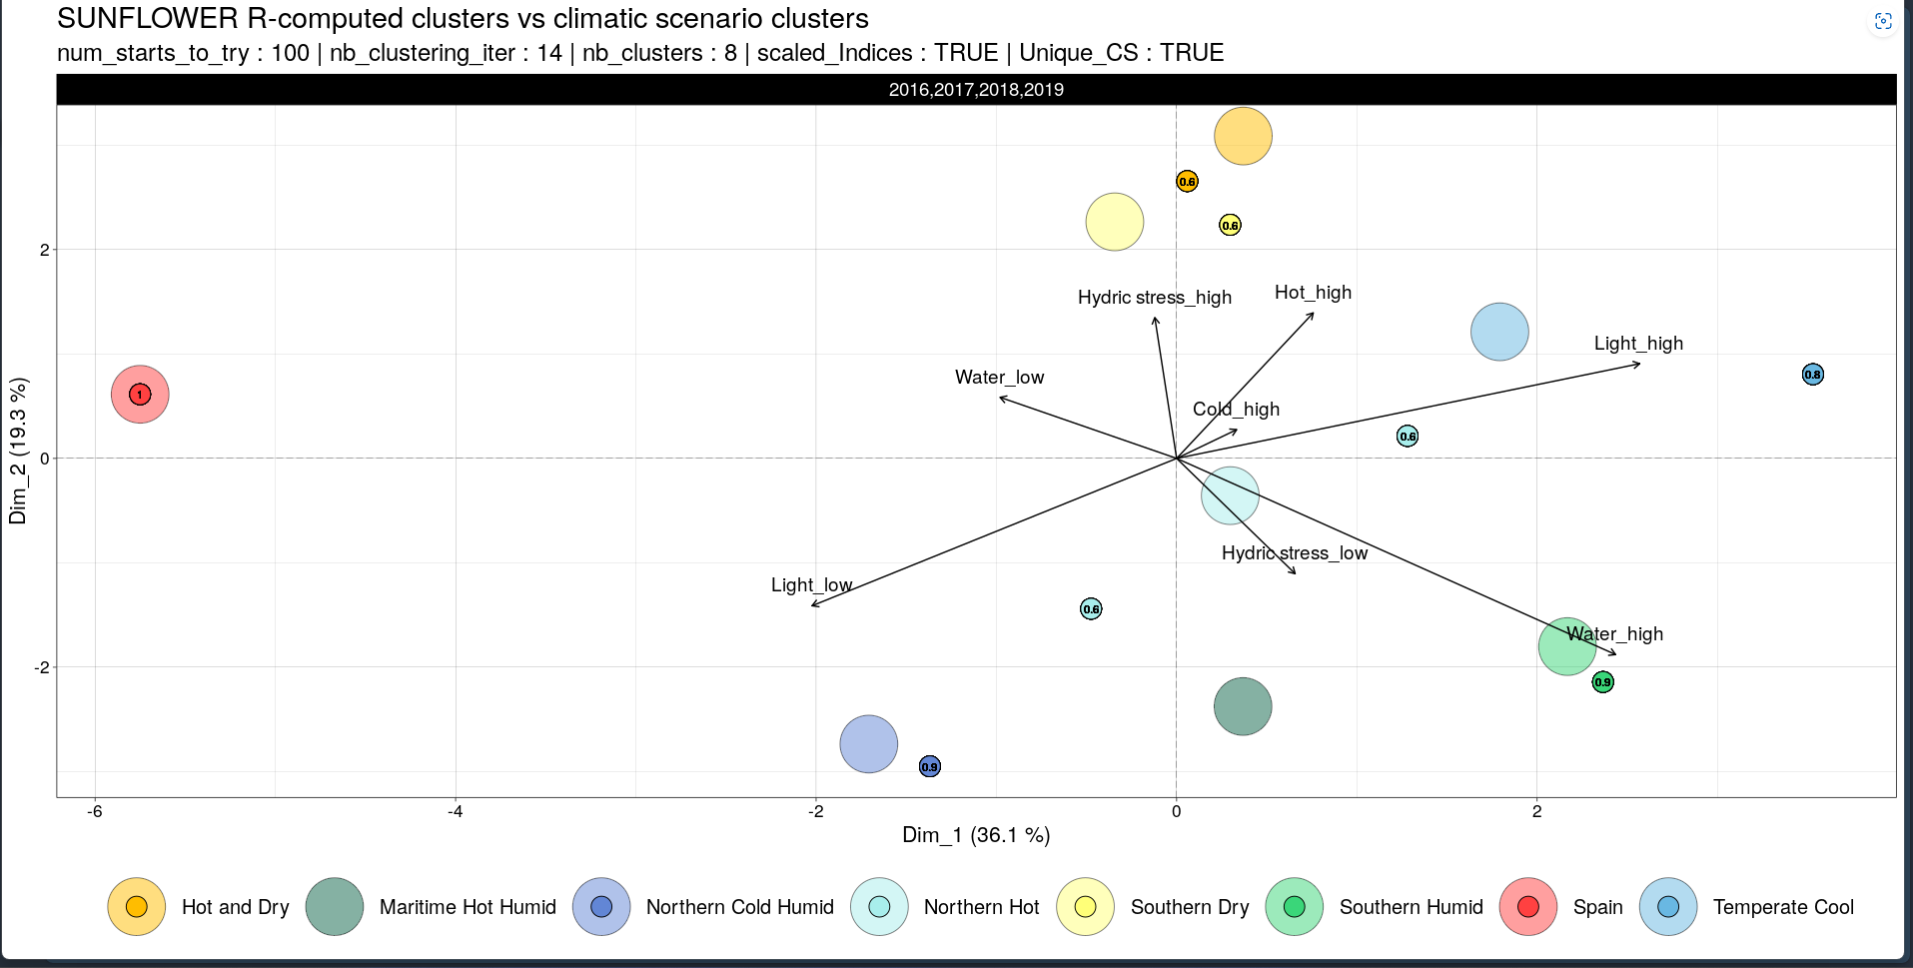 SUNFLOWER R-computed clusters vs climatic scenario clusters
num_starts_to_try : 100 | nb_clustering_iter : 14 | nb_clusters : 8 | scaled_Indices : TRUE | Unique_CS : TRUE
2016,2017,2018,2019
0.6
0.6
Hydric stress_high
Hot_high
Light_high
Water_low
0.8
1
Cold_high
0.6
Hydric stress_low
Light_low
0.6
Water_high
0.9
0.9
2
0
-2
Dim_2 (19.3 %)
-6 -4 -2 0 2
Dim_1 (36.1 %)
Hot and Dry Maritime Hot Humid Northern Cold Humid Northern Hot Southern Dry Southern Humid Spain Temperate Cool